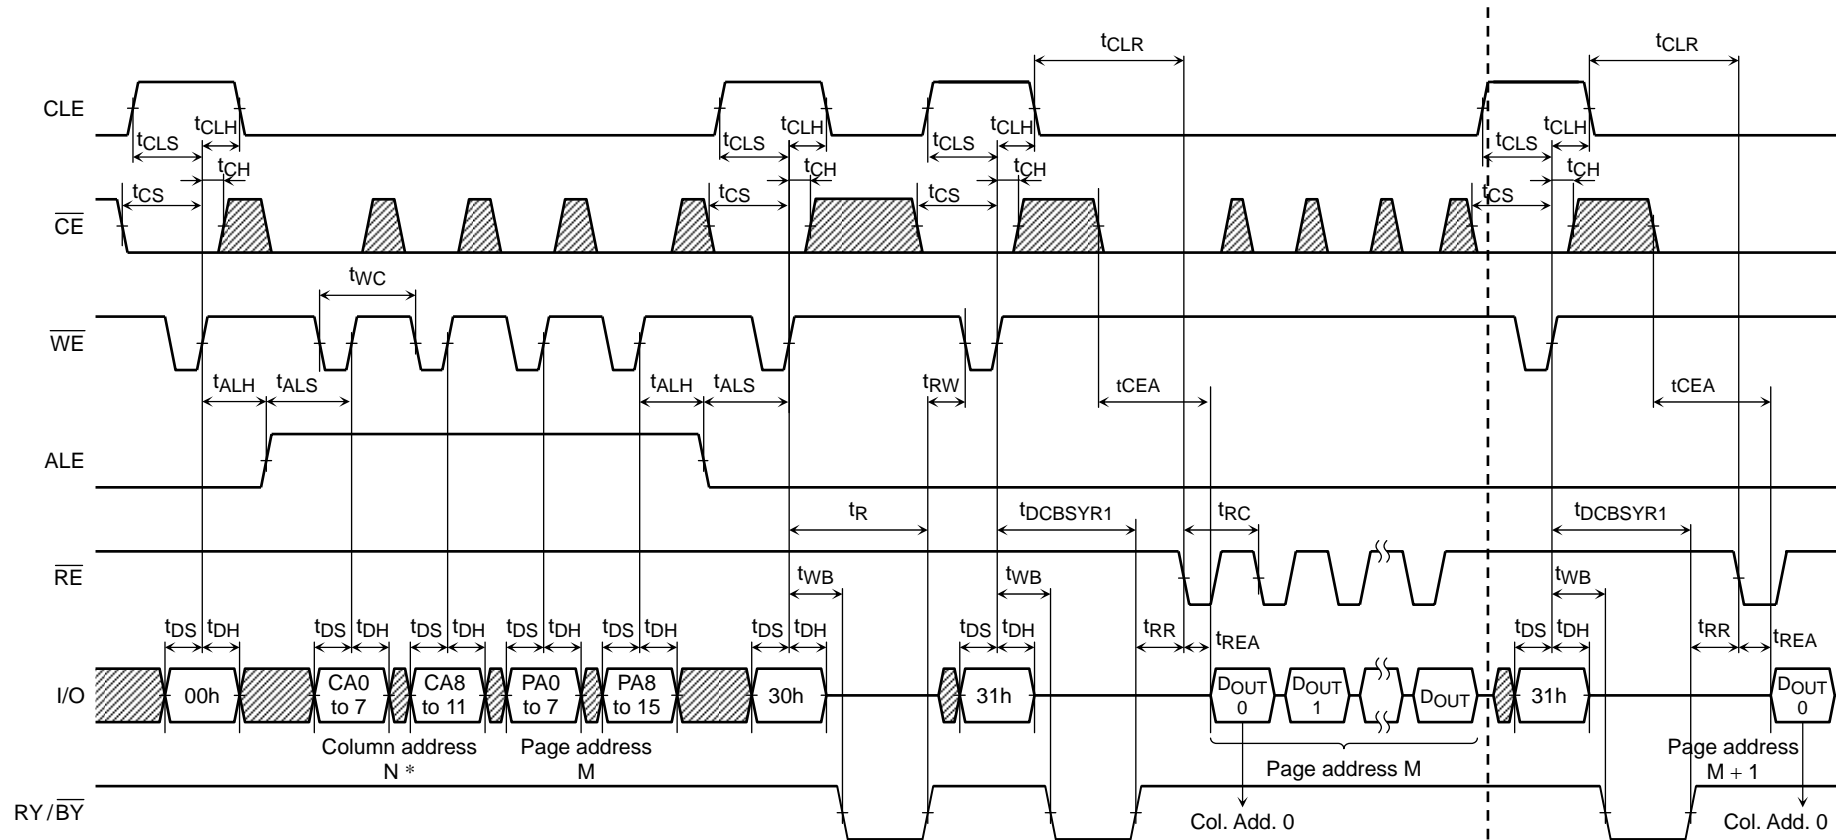 tCLR tCLR
CLE
tCLS tCLH tCLS tCLH tCLS tCLH tCLS tCLH
tCH tCH tCH tCH
tCS tCS tCS tCS
CE
tWC
WE
tALH tALS tALH tALS tRW tCEA tCEA
ALE
tR tDCBSYR1 tRC tDCBSYR1
RE
tWB tWB tWB
tDS tDH tDS tDH tDS tDH tDS tDH tDS tDH tDS tDH tDS tDH tRR tREA tDS tDH tRR tREA
I/O
00h
CA0
to 7
CA8
to 11
PA0
to 7
PA8
to 15
30h
31h
DOUT
0
DOUT
1
DOUT
31h
DOUT
0
Column address
N *
Page address
M
Page address M
Page address
M + 1
RY/BY
Col. Add. 0
Col. Add. 0